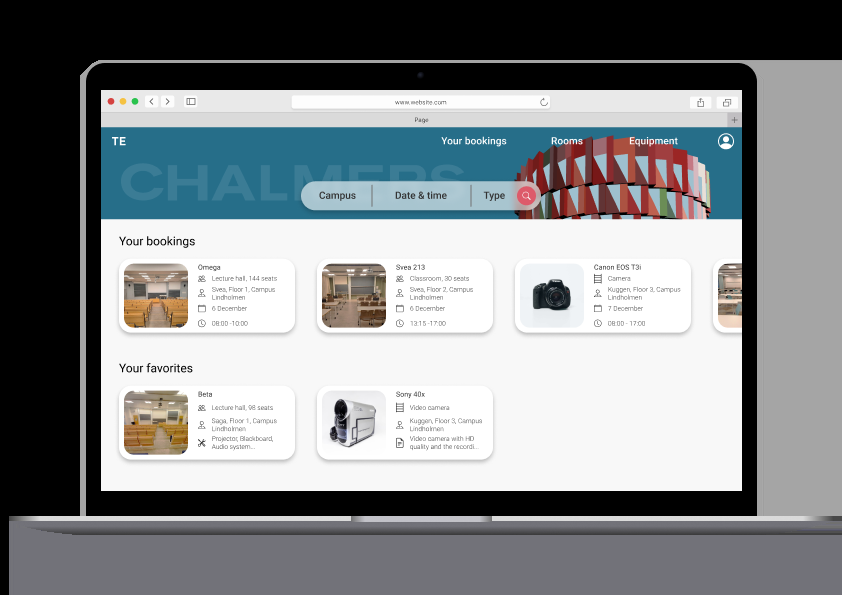 www.website.com
Page
TE
Your bookings
Rooms
Equipment
CHALMERS
Campus
Date & time
Type
Your bookings
Omega
Lecture hall, 144 seats
Svea, Floor 1, Campus
Lindholmen
6 December
08:00 -10:00
Svea 213
Classroom, 30 seats
Svea, Floor 2, Campus
Lindholmen
6 December
13:15 -17:00
Canon EOS T3i
Camera
Kuggen, Floor 3, Campus
Lindholmen
7 December
08:00 - 17:00
Your favorites
Beta
Lecture hall, 98 seats
Saga, Floor 1, Campus
Lindholmen
Projector, Blackboard,
Audio system...
Sony 40x
Video camera
Kuggen, Floor 3, Campus
Lindholmen
Video camera with HD
quality and the recordi...